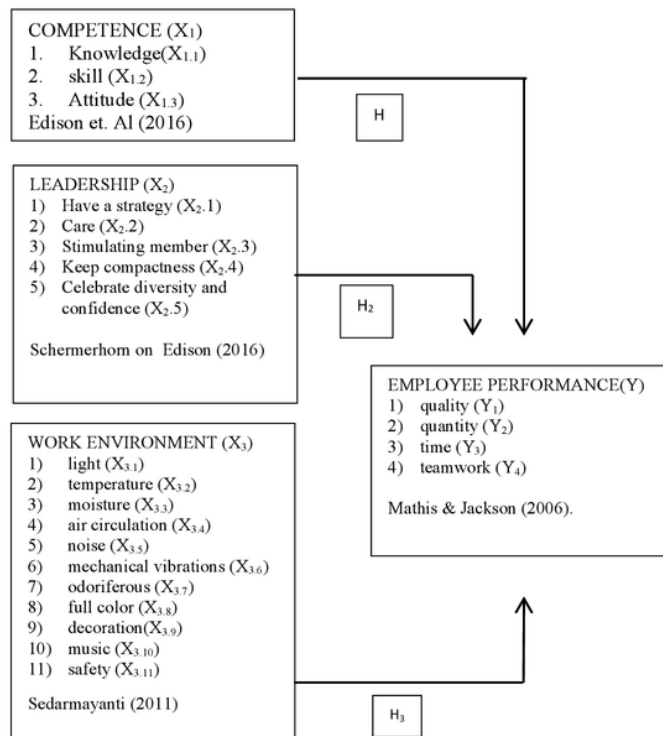 COMPETENCE (X₁)
1. Knowledge(X₁.₁)
2. skill (X₁.₂)
3. Attitude (X₁.₃)
Edison et. Al (2016)
H
LEADERSHIP (X₂)
1) Have a strategy (X₂.1)
2) Care (X₂.2)
3) Stimulating member (X₂.3)
4) Keep compactness (X₂.4)
5) Celebrate diversity and
confidence (X₂.5)
Schermerhorn on Edison (2016)
H₂
EMPLOYEE PERFORMANCE(Y)
1) quality (Y₁)
2) quantity (Y₂)
3) time (Y₃)
4) teamwork (Y₄)
Mathis & Jackson (2006).
WORK ENVIRONMENT (X₃)
1) light (X₃.₁)
2) temperature (X₃.₂)
3) moisture (X₃.₃)
4) air circulation (X₃.₄)
5) noise (X₃.₅)
6) mechanical vibrations (X₃.₆)
7) odoriferous (X₃.₇)
8) full color (X₃.₈)
9) decoration(X₃.₉)
10) music (X₃.₁₀)
11) safety (X₃.₁₁)
Sedarmayanti (2011)
H₃